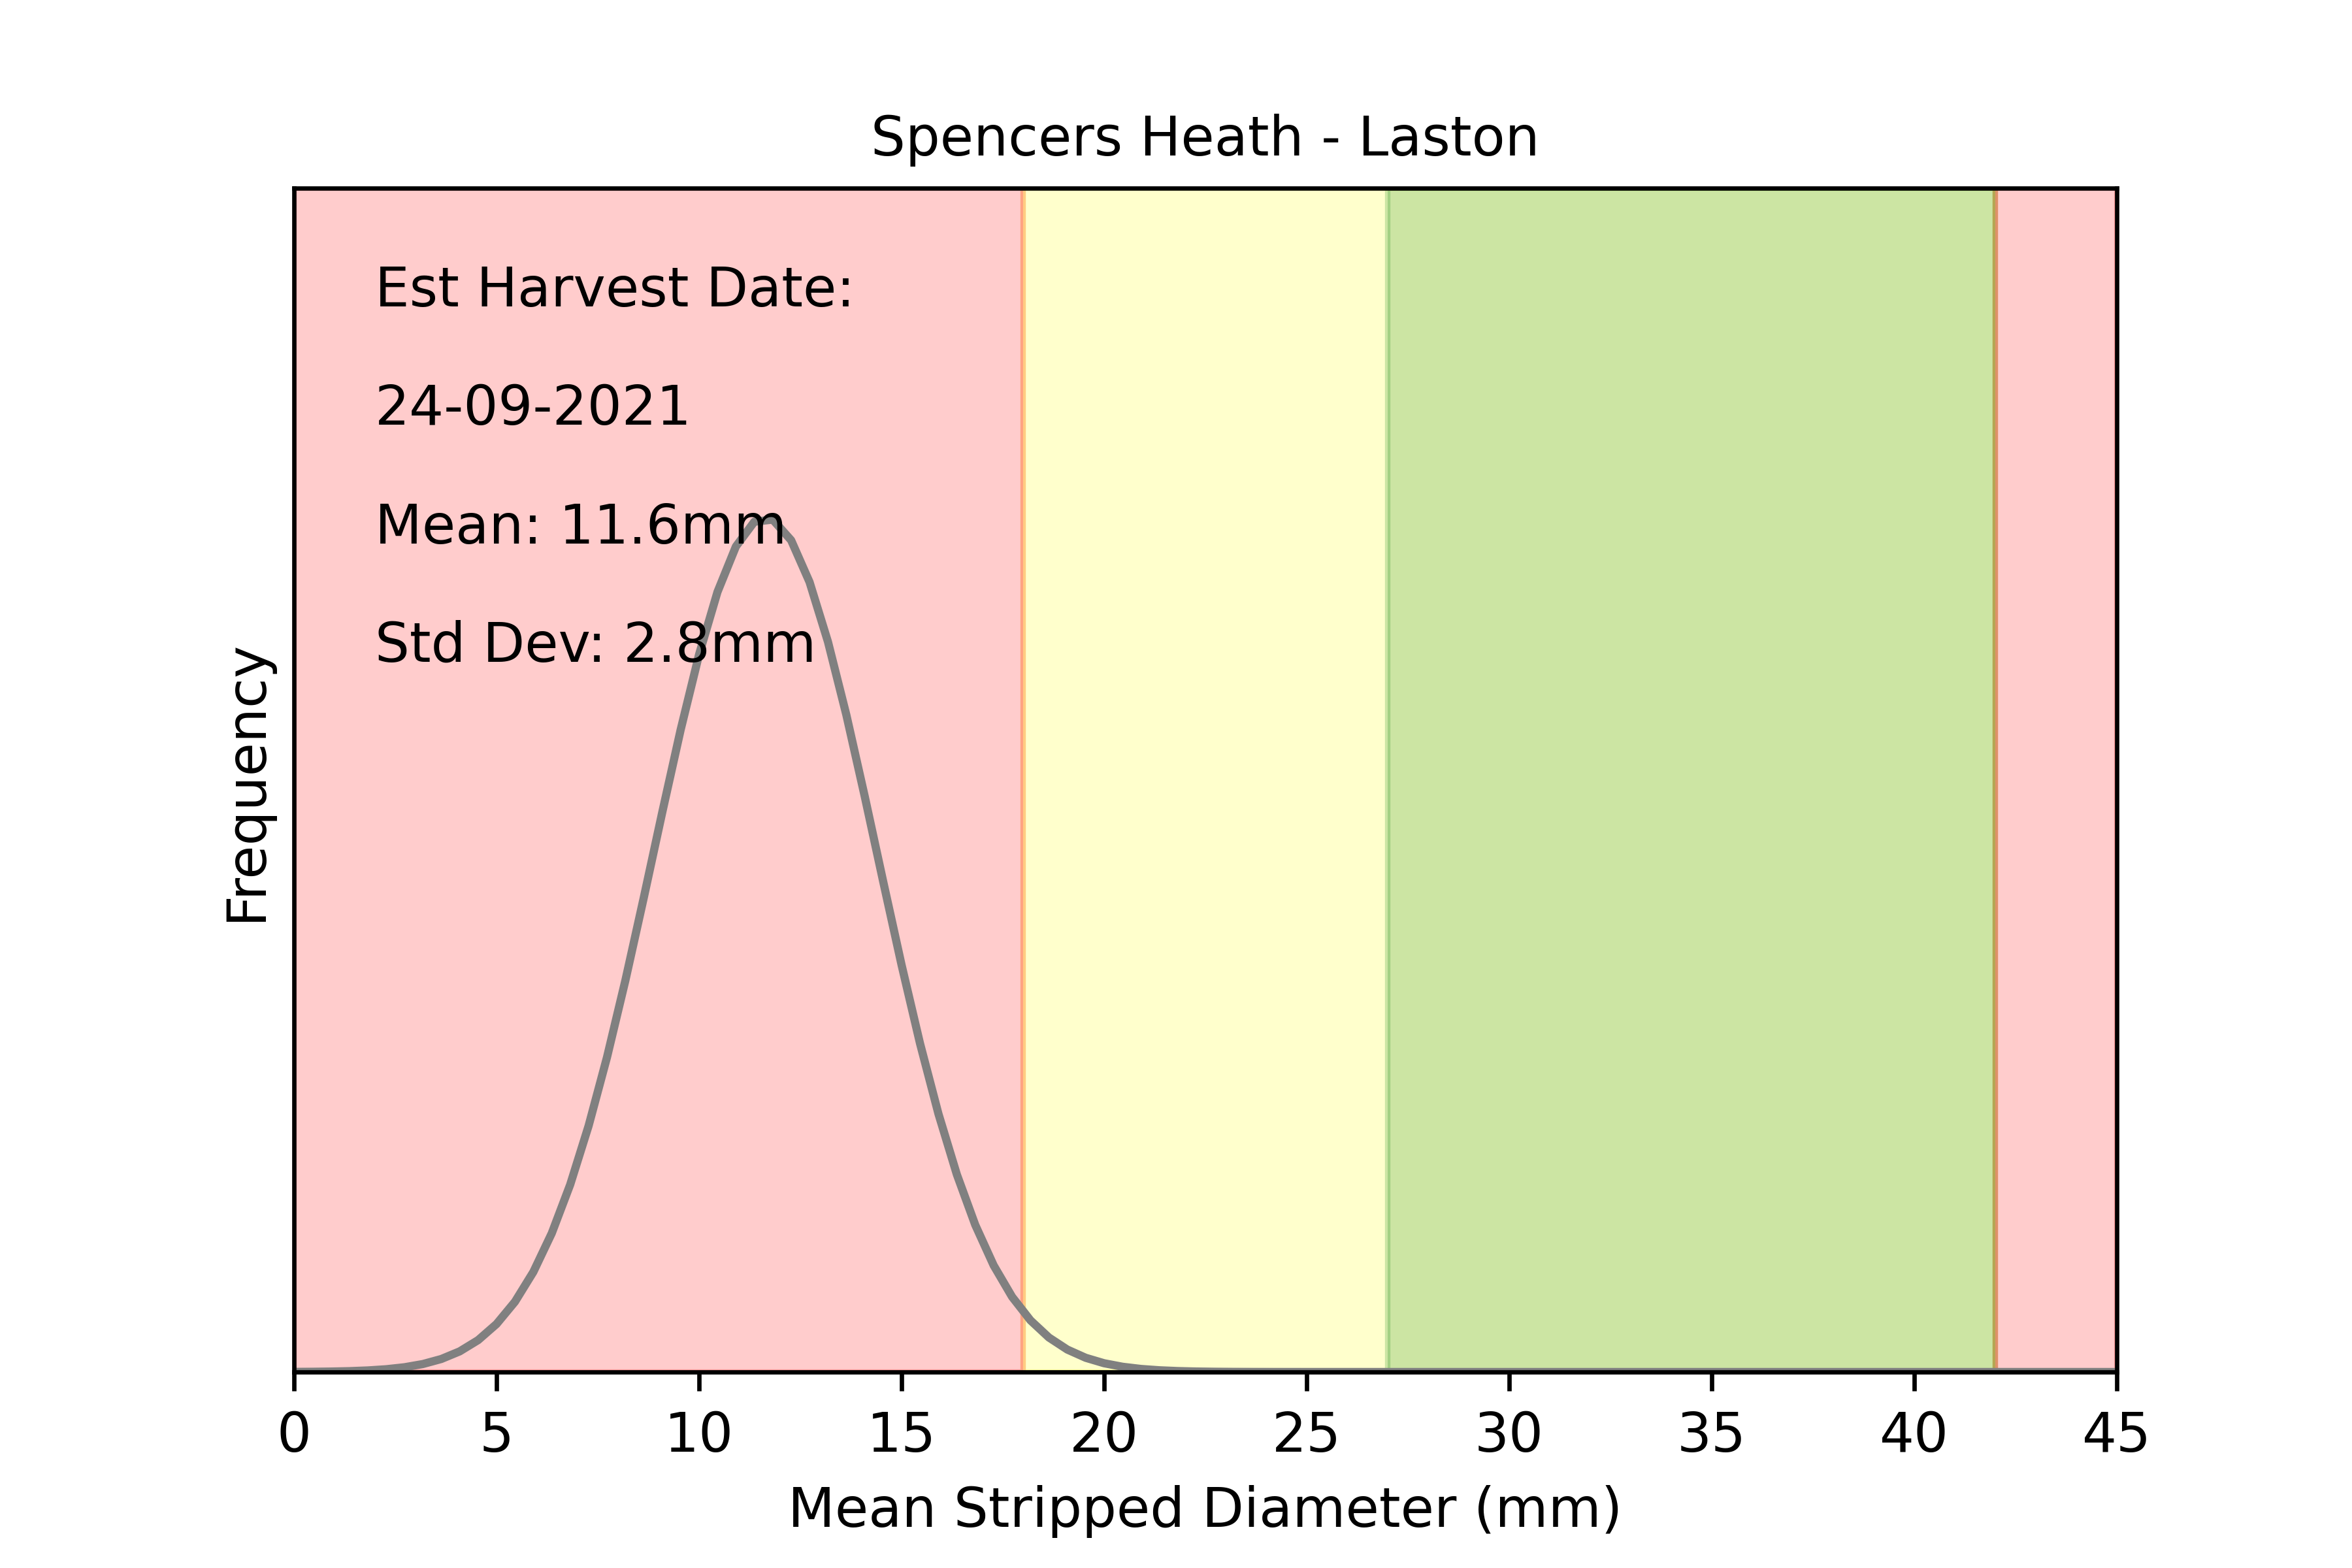 Spencers Heath - Laston
Est Harvest Date:
24-09-2021
Mean: 11.6mm
Std Dev: 2.8mm
Frequency
0 5 10 15 20 25 30 35 40 45
Mean Stripped Diameter (mm)